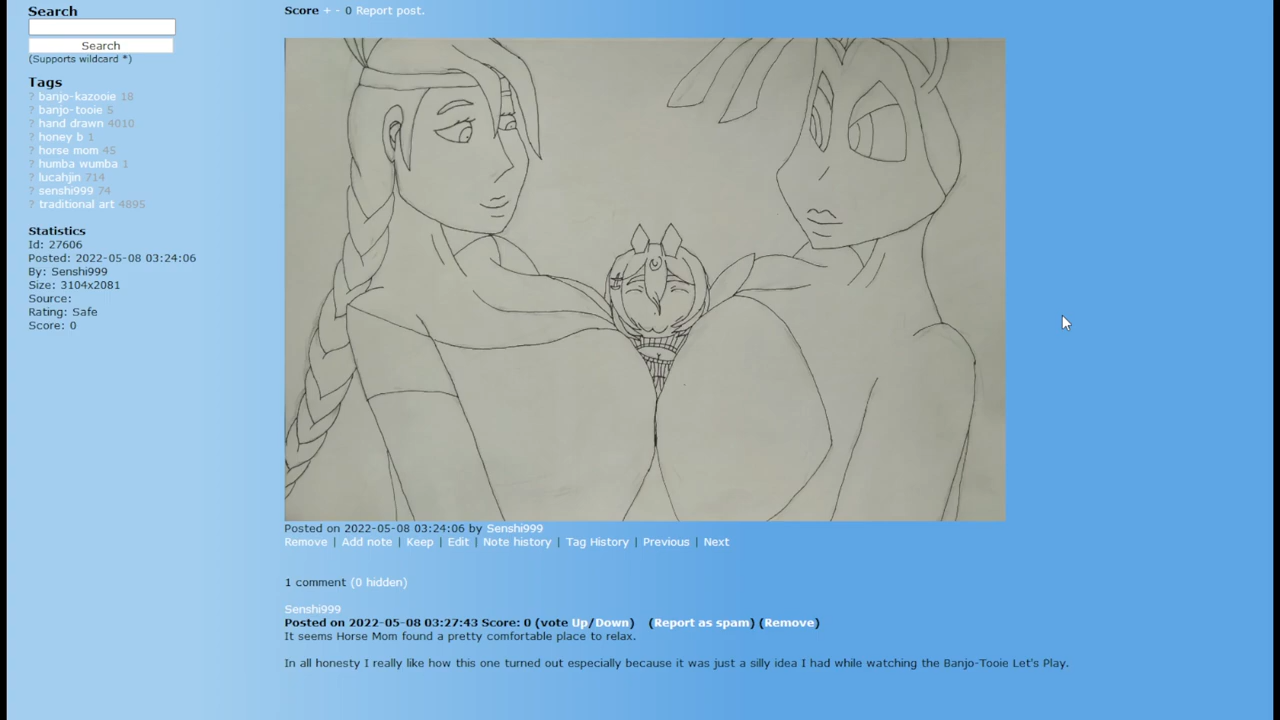 Search
Search
(Supports wildcard *)
Tags
? banjo-kazooie 18
? banjo-tooie 5
? hand drawn 4010
? honey b 1
? horse mom 45
? humba wumba 1
? lucahjin 714
? senshi999 74
? traditional art 4895
Statistics
Id: 27606
Posted: 2022-05-08 03:24:06
By: Senshi999
Size: 3104x2081
Source:
Rating: Safe
Score: 0
Score + - 0 Report post.
Posted on 2022-05-08 03:24:06 by Senshi999
Remove | Add note | Keep | Edit | Note history | Tag History | Previous | Next
1 comment (0 hidden)
Senshi999
Posted on 2022-05-08 03:27:43 Score: 0 (vote Up/Down) (Report as spam) (Remove)
It seems Horse Mom found a pretty comfortable place to relax.
In all honesty I really like how this one turned out especially because it was just a silly idea I had while watching the Banjo-Tooie Let's Play.